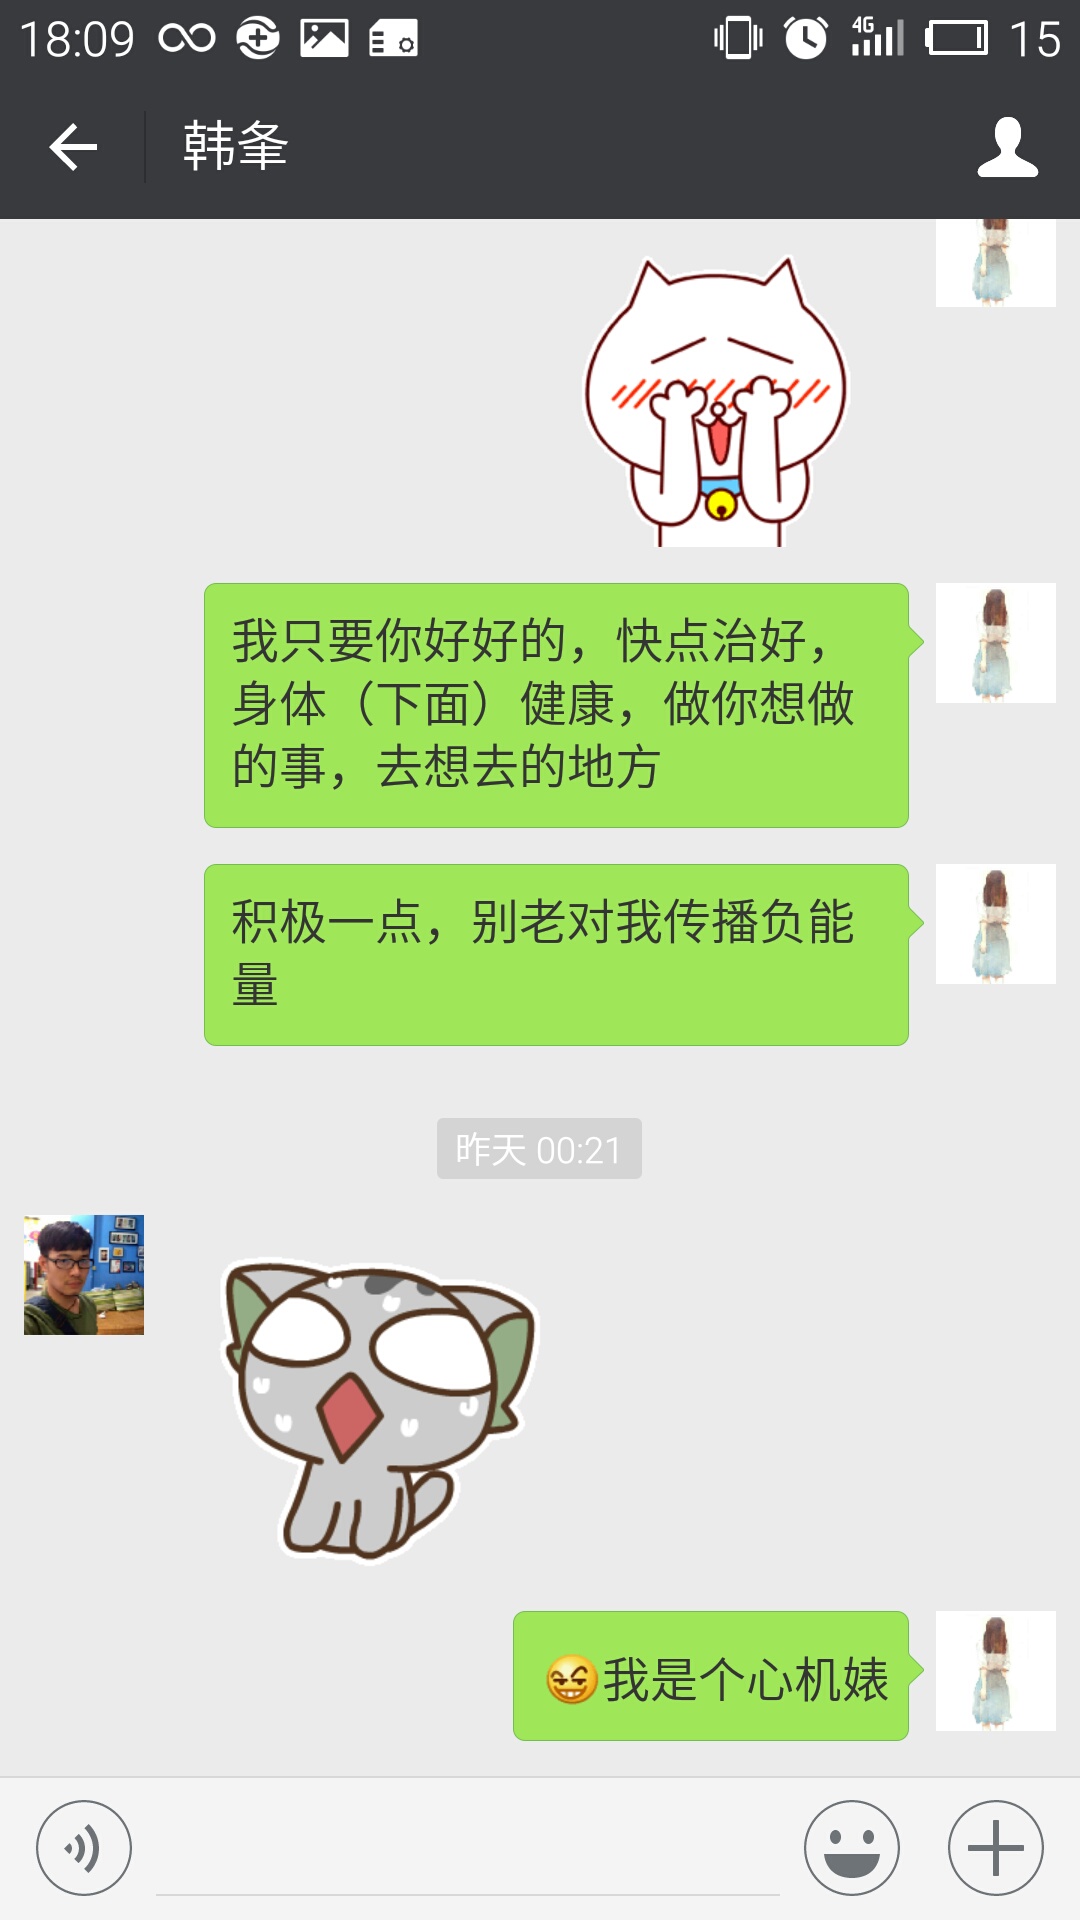 18:09
4G
15
韩夆
我只要你好好的，快点治好，
身体（下面）健康，做你想做
的事，去想去的地方
积极一点，别老对我传播负能
量
昨天 00:21
😏我是个心机婊